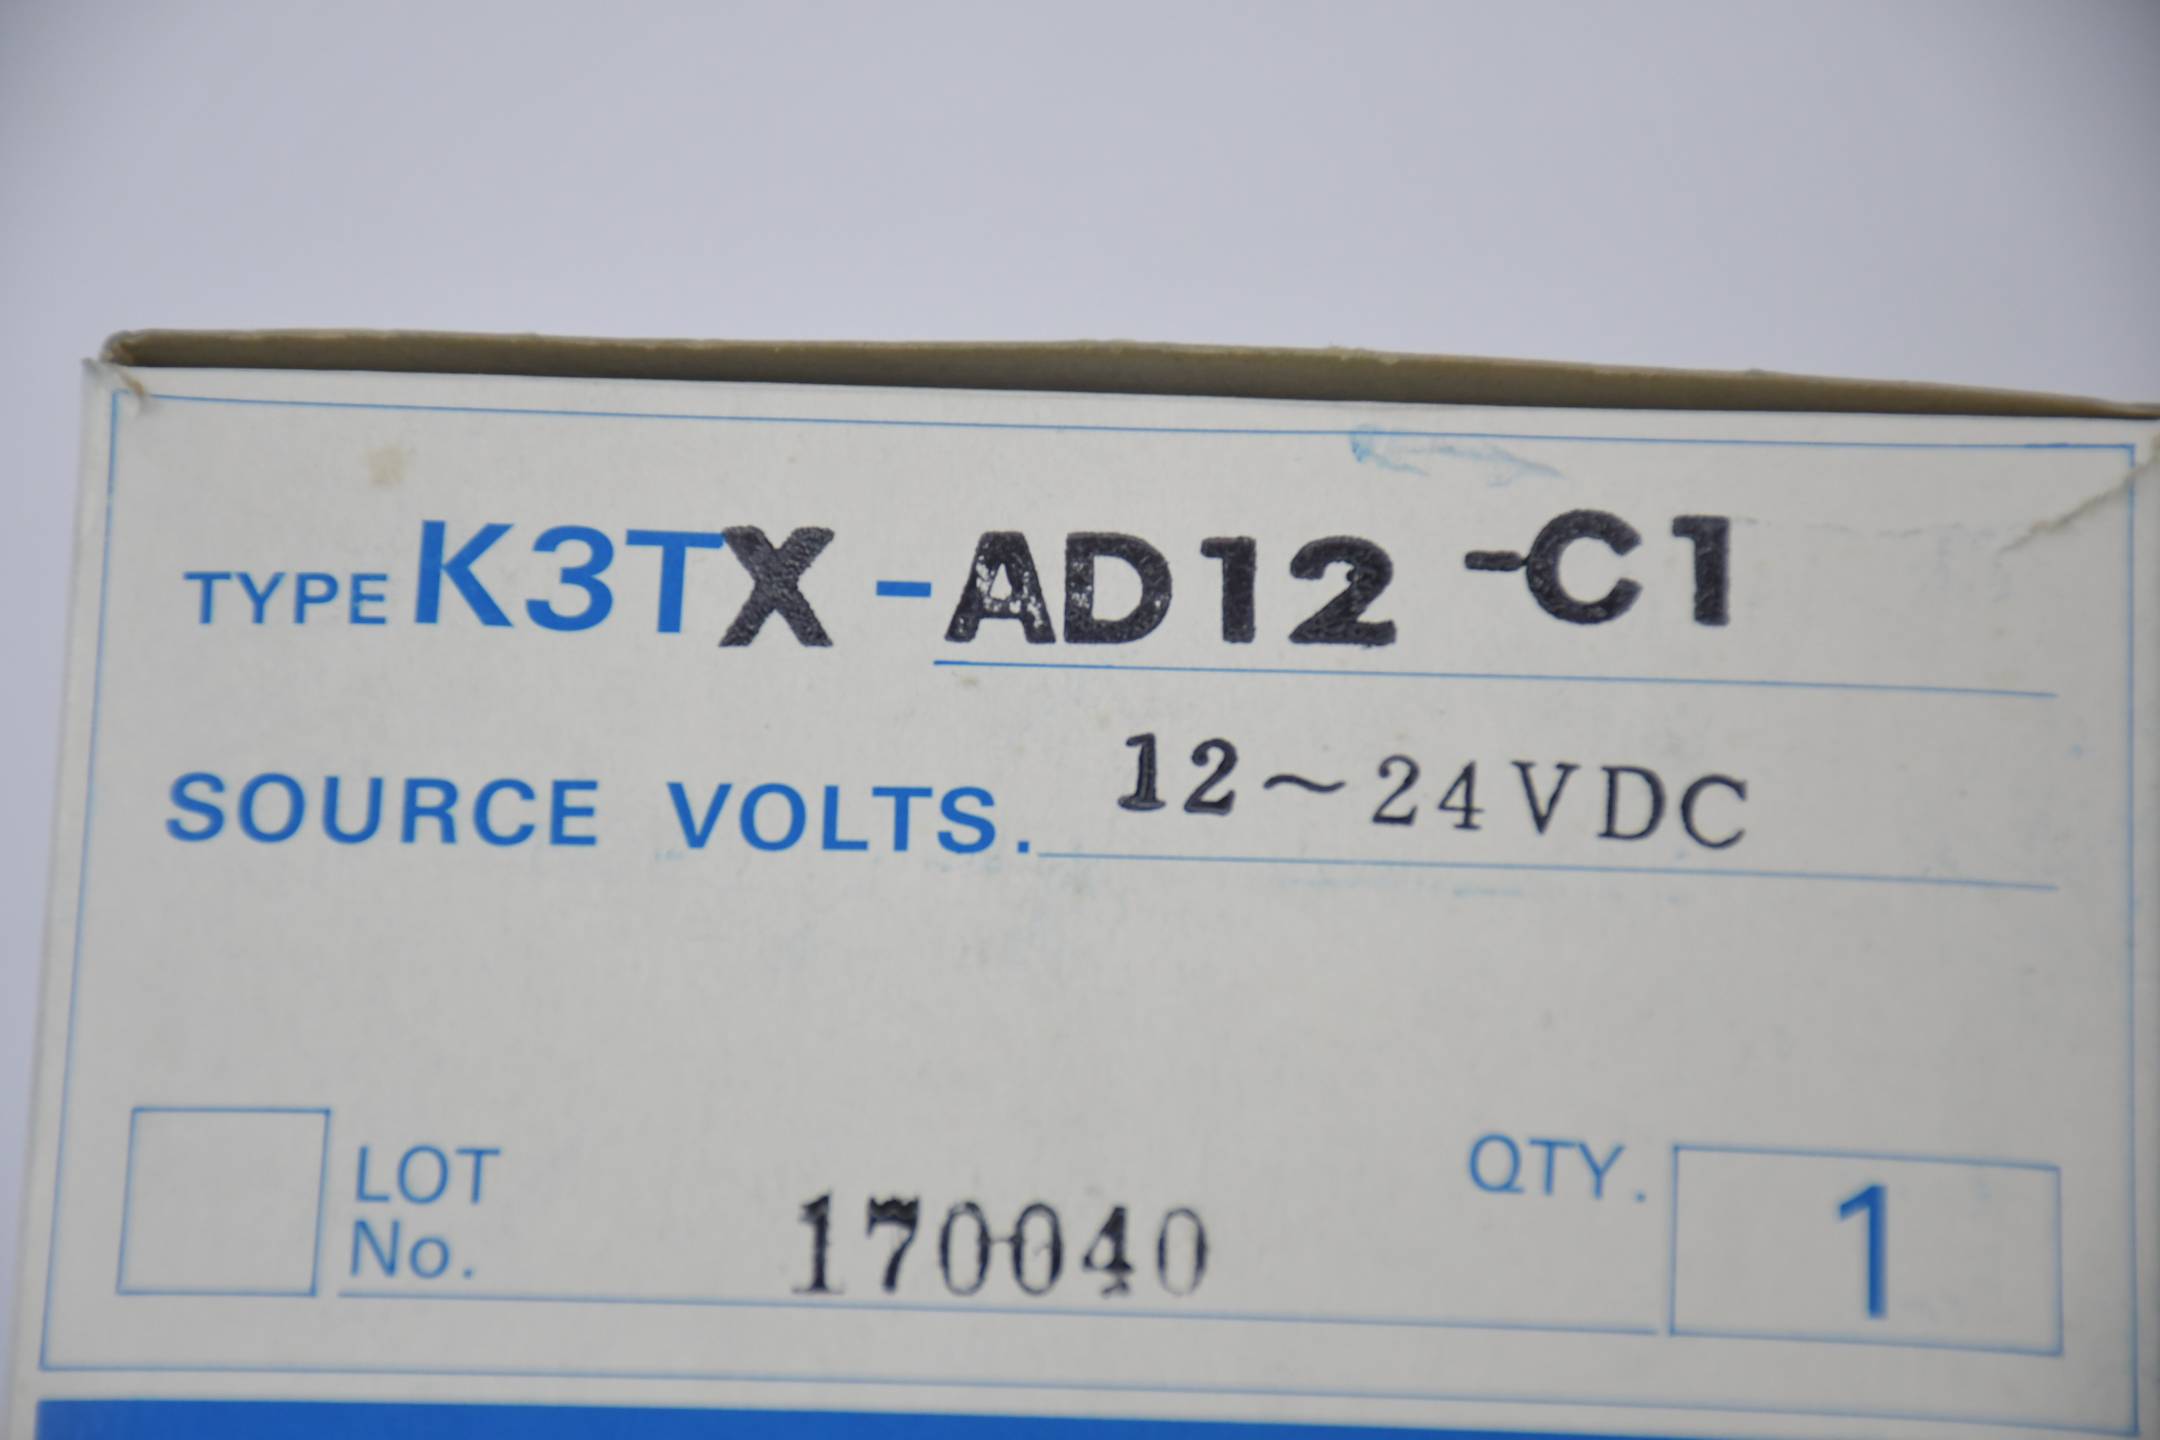 TYPE K3TX-AD12-C1
SOURCE VOLTS. 12~24VDC
LOT No. 170040 QTY. 1